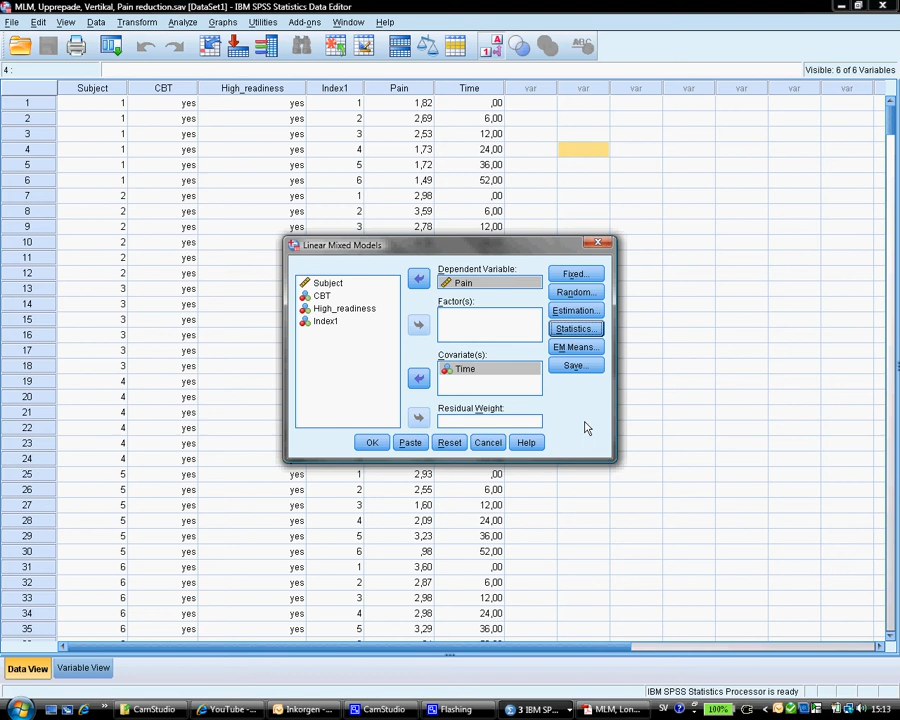 MLM, Upprepade, Vertikal, Pain reduction.sav [DataSet1] - IBM SPSS Statistics Data Editor
File Edit View Data Transform Analyze Graphs Utilities Add-ons Window Help
4 : Visible: 6 of 6 Variables
Subject CBT High_readiness Index1 Pain Time var var var var var var var
1 1 yes yes 1 1,82 ,00
2 1 yes yes 2 2,69 6,00
3 1 yes yes 3 2,53 12,00
4 1 yes yes 4 1,73 24,00
5 1 yes yes 5 1,72 36,00
6 1 yes yes 6 1,49 52,00
7 2 yes yes 1 2,98 ,00
8 2 yes yes 2 3,59 6,00
9 2 yes yes 3 2,78 12,00
10 2 yes
11 2 yes
12 2 yes
13 3 yes
14 3 yes
15 3 yes
16 3 yes
17 3 yes
18 3 yes
19 4 yes
20 4 yes
21 4 yes
22 4 yes
23 4 yes
24 4 yes
Linear Mixed Models
Subject
CBT
High_readiness
Index1
Dependent Variable:
Pain
Factor(s):
Covariate(s):
Time
Residual Weight:
Fixed...
Random...
Estimation...
Statistics...
EM Means...
Save...
OK Paste Reset Cancel Help
25 5 yes yes 1 2,93 ,00
26 5 yes yes 2 2,55 6,00
27 5 yes yes 3 1,60 12,00
28 5 yes yes 4 2,09 24,00
29 5 yes yes 5 3,23 36,00
30 5 yes yes 6 ,98 52,00
31 6 yes yes 1 3,60 ,00
32 6 yes yes 2 2,87 6,00
33 6 yes yes 3 2,98 12,00
34 6 yes yes 4 2,98 24,00
35 6 yes yes 5 3,29 36,00
Data View Variable View
IBM SPSS Statistics Processor is ready
CamStudio YouTube -... Inkorgen -... CamStudio Flashing 3 IBM SP... MLM, Lon... SV 100% 15:13